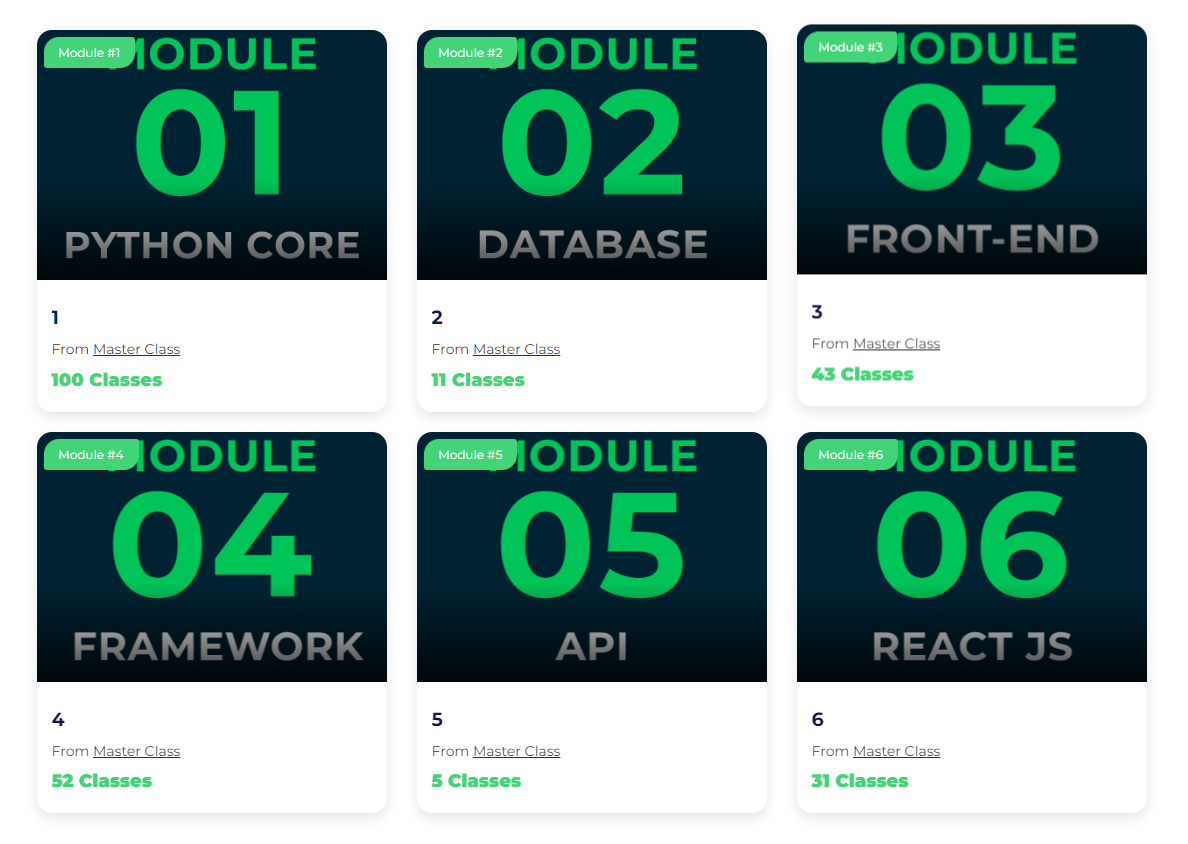 Module #1
MODULE
01
PYTHON CORE
1
From Master Class
100 Classes
Module #2
MODULE
02
DATABASE
2
From Master Class
11 Classes
Module #3
MODULE
03
FRONT-END
3
From Master Class
43 Classes
Module #4
MODULE
04
FRAMEWORK
4
From Master Class
52 Classes
Module #5
MODULE
05
API
5
From Master Class
5 Classes
Module #6
MODULE
06
REACT JS
6
From Master Class
31 Classes